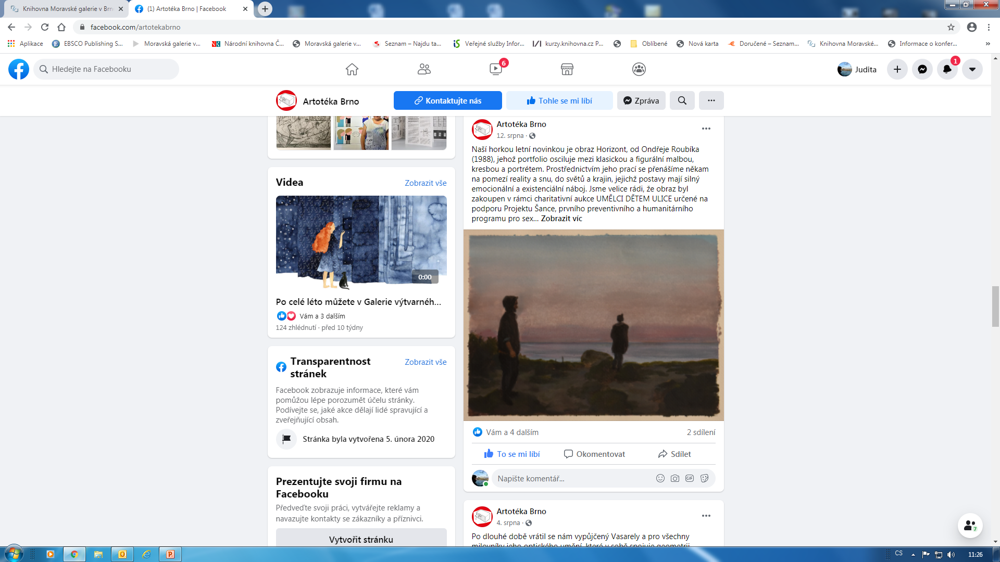 Knihovna Moravské galerie v Brn
(1) Artotéka Brno | Facebook
facebook.com/artotekabrno
Aplikace
EBSCO Publishing S...
Moravská galerie v...
Národní knihovna Č...
Moravská galerie v...
Seznam – Najdu ta...
Veřejné služby Infor...
kurzy.knihovna.cz P...
Oblíbené
Nová karta
Doručené – Seznam...
Knihovna Moravské...
Informace o konfer...
Hledejte na Facebooku
6
Judita
1
Artotéka Brno
Kontaktujte nás
Tohle se mi líbí
Zpráva
Videa
Zobrazit vše
0:00
Po celé léto můžete v Galerie výtvarnéh...
Vám a 3 dalším
124 zhlédnutí · před 10 týdny
Transparentnost
stránek
Zobrazit vše
Facebook zobrazuje informace, které vám
pomůžou lépe porozumět účelu stránky.
Podívejte se, jaké akce dělají lidé spravující a
zveřejňující obsah.
Stránka byla vytvořena 5. února 2020
Prezentujte svoji firmu na
Facebooku
Předveďte svoji práci, vytvářejte reklamy a
navazujte kontakty se zákazníky a příznivci.
Vytvořit stránku
Artotéka Brno
12. srpna ·
Naší horkou letní novinkou je obraz Horizont, od Ondřeje Roubíka
(1988), jehož portfolio osciluje mezi klasickou a figurální malbou,
kresbou a portrétem. Prostřednictvím jeho prací se přenášíme někam
na pomezí reality a snu, do světů a krajin, jejichž postavy mají silný
emocionální a existenciální náboj. Jsme velice rádi, že obraz byl
zakoupen v rámci charitativní aukce UMĚLCI DĚTEM ULICE určené na
podporu Projektu Šance, prvního preventivního a humanitárního
programu pro sex... Zobrazit víc
Vám a 4 dalším
2 sdílení
To se mi líbí
Okomentovat
Sdílet
Napište komentář...
GIF
Artotéka Brno
4. srpna ·
Po dlouhé době vrátil se nám vypůjčený Vasarely a pro všechny
milovníky jeho optického umění, které v sobě spojuje geometrii
7
CS
11:26